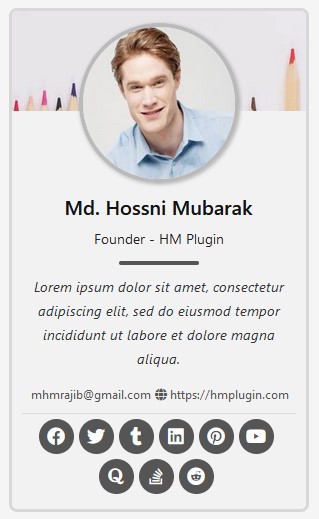 Md. Hossni Mubarak
Founder - HM Plugin
Lorem ipsum dolor sit amet, consectetur
adipiscing elit, sed do eiusmod tempor
incididunt ut labore et dolore magna
aliqua.
mhmrajib@gmail.com https://hmplugin.com